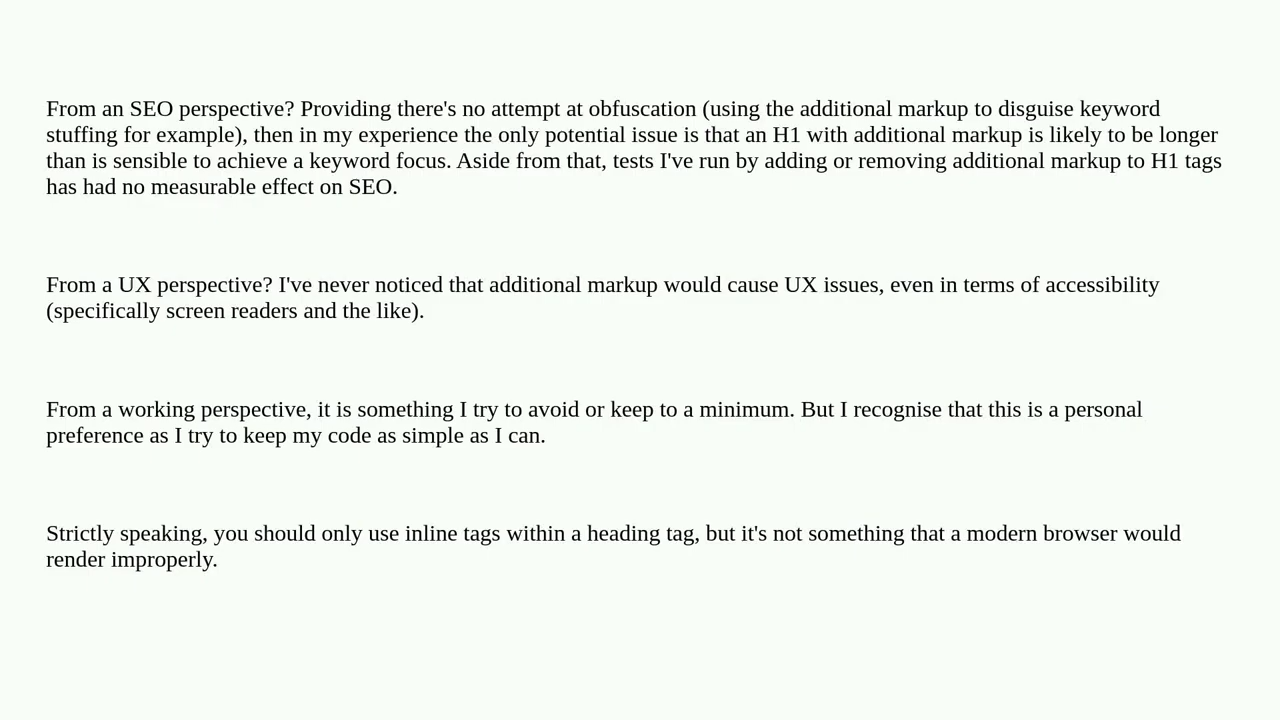 From an SEO perspective? Providing there's no attempt at obfuscation (using the additional markup to disguise keyword
stuffing for example), then in my experience the only potential issue is that an H1 with additional markup is likely to be longer
than is sensible to achieve a keyword focus. Aside from that, tests I've run by adding or removing additional markup to H1 tags
has had no measurable effect on SEO.
From a UX perspective? I've never noticed that additional markup would cause UX issues, even in terms of accessibility
(specifically screen readers and the like).
From a working perspective, it is something I try to avoid or keep to a minimum. But I recognise that this is a personal
preference as I try to keep my code as simple as I can.
Strictly speaking, you should only use inline tags within a heading tag, but it's not something that a modern browser would
render improperly.